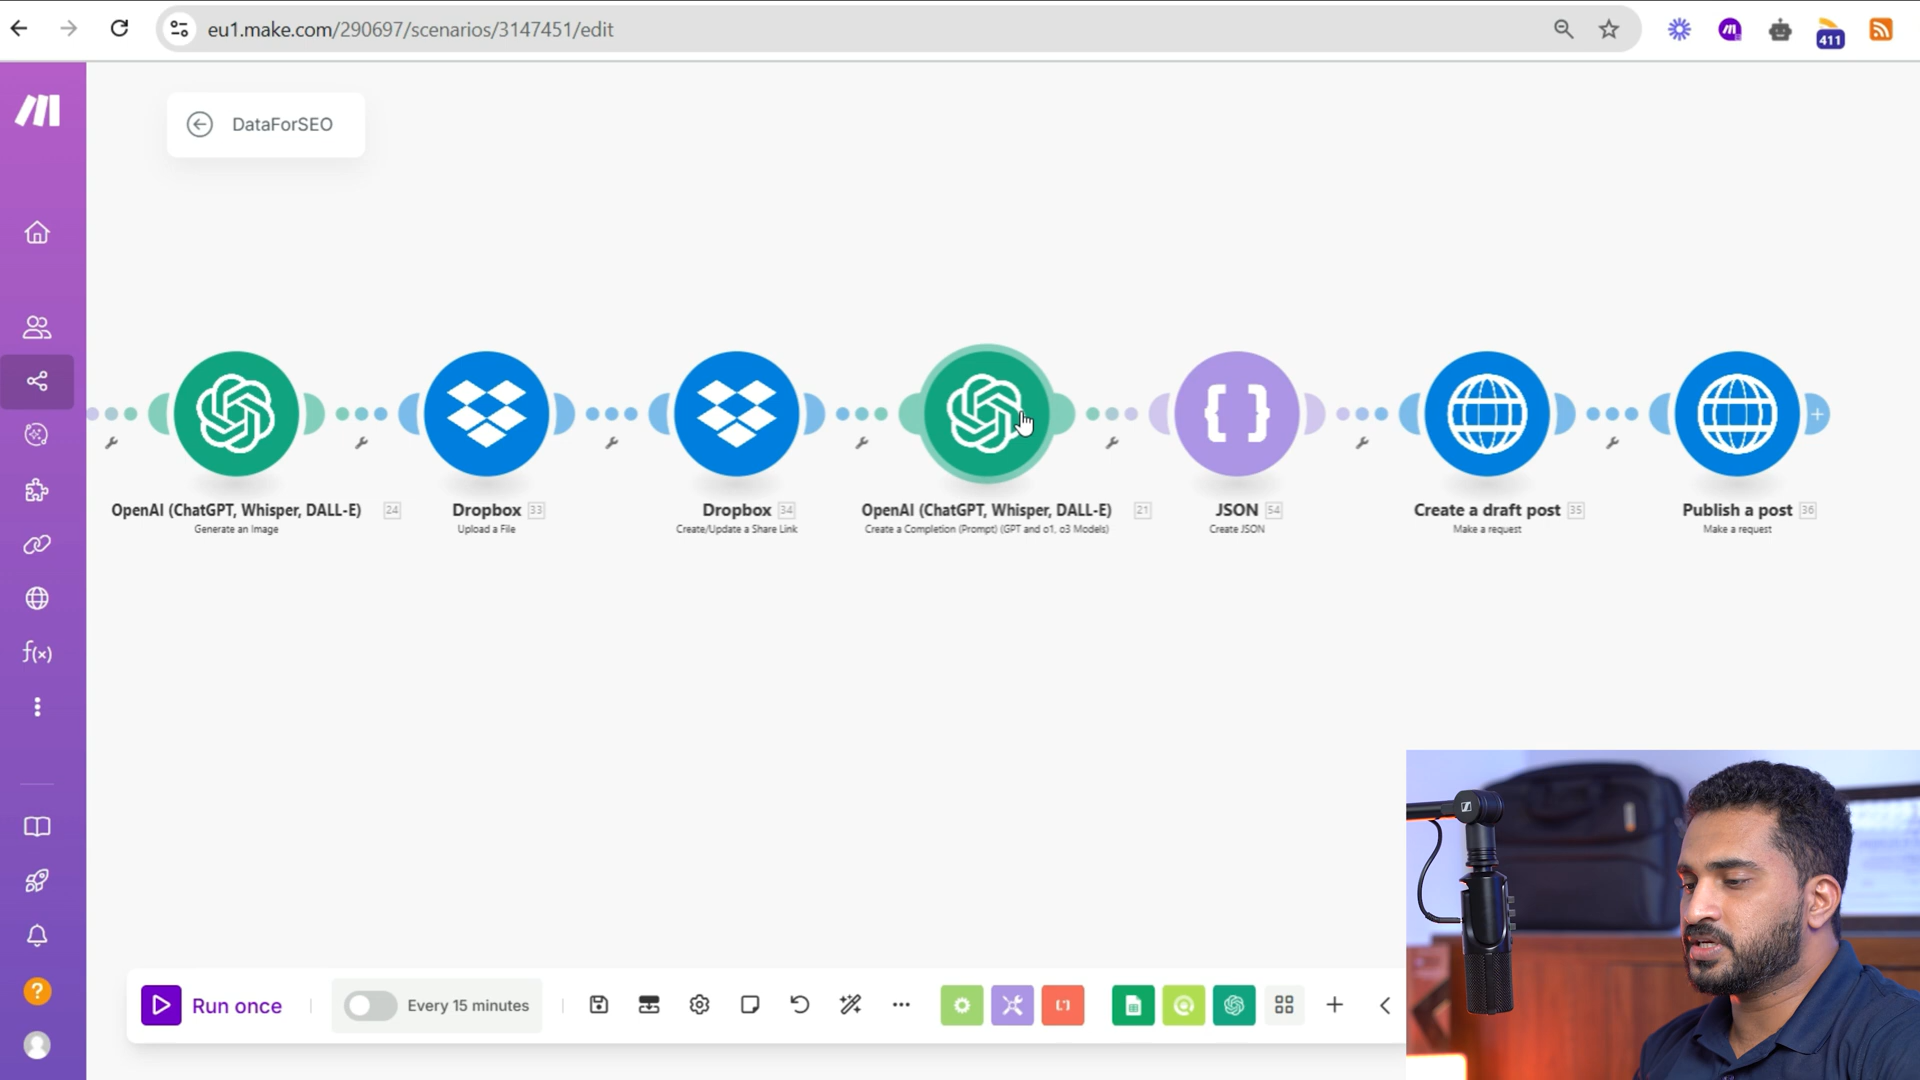 eu1.make.com/290697/scenarios/3147451/edit
411
DataForSEO
OpenAI (ChatGPT, Whisper, DALL-E) 24
Generate an Image
Dropbox 33
Upload a File
Dropbox 34
Create/Update a Share Link
OpenAI (ChatGPT, Whisper, DALL-E) 21
Create a Completion (Prompt) (GPT and o1, o3 Models)
JSON 54
Create JSON
Create a draft post 35
Make a request
Publish a post 36
Make a request
f(x)
?
Run once
Every 15 minutes